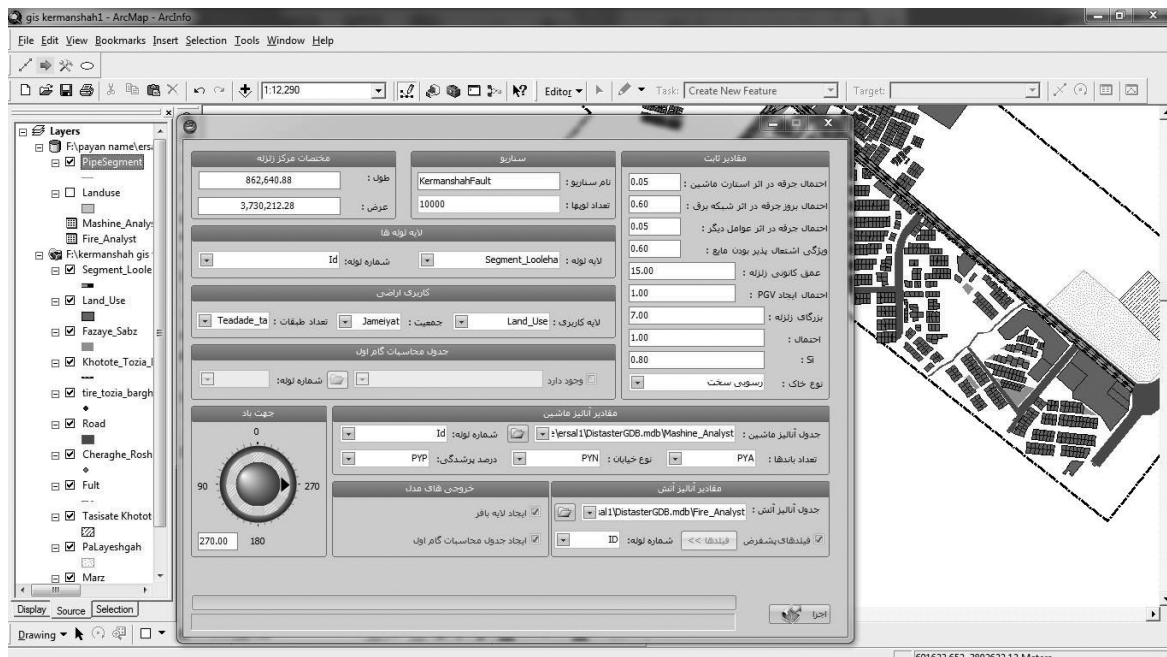 gis kermanshah1 - ArcMap - ArcInfo
File Edit View Bookmarks Insert Selection Tools Window Help
1:12,290
Editor
Task: Create New Feature
Target:
Layers
F:\payan name\ers
PipeSegment
Landuse
Mashine_Analy
Fire_Analyst
F:\kermanshah gis
Segment_Loole
Land_Use
Fazaye_Sabz
Khotote_Tozia_l
tire_tozia_bargh
Road
Cheraghe_Rosh
Fult
Tasisate Khotot
PaLayeshgah
Marz
Display Source Selection
Drawing
مقادیر ثابت
احتمال جرقه در اثر استارت ماشین : 0.05
احتمال بروز جرقه در اثر شبکه برق : 0.60
احتمال جرقه در اثر عوامل دیگر : 0.05
ویژگی اشتعال پذیر بودن مایع : 0.60
عمق کانونی زلزله : 15.00
احتمال ایجاد PGV : 1.00
بزرگای زلزله : 7.00
احتمال : 1.00
Si : 0.80
نوع خاک : رسوبی سخت
سناریو
نام سناریو : KermanshahFault
تعداد لوپها : 10000
مختصات مرکز زلزله
طول : 862,640.88
عرض : 3,730,212.28
لایه لوله ها
لایه لوله : Segment_Looleha شماره لوله: Id
کاربری اراضی
لایه کاربری : Land_Use جمعیت : Jameiyat تعداد طبقات : Teadade_ta
جدول محاسبات گام اول
وجود دارد شماره لوله:
مقادیر آنالیز ماشین
جدول آنالیز ماشین : :\ersal1\DistasterGDB.mdb\Mashine_Analyst شماره لوله: Id
تعداد باندها : PYA نوع خیابان : PYN درصد پرشدگی: PYP
جهت باد
0
90 270
270.00 180
مقادیر آنالیز آتش
جدول آنالیز آتش : al1\DistasterGDB.mdb\Fire_Analyst
فیلدهای پیشفرض فیلدها >> شماره لوله: ID
خروجی های مدل
ایجاد لایه بافر
ایجاد جدول محاسبات گام اول
اجرا